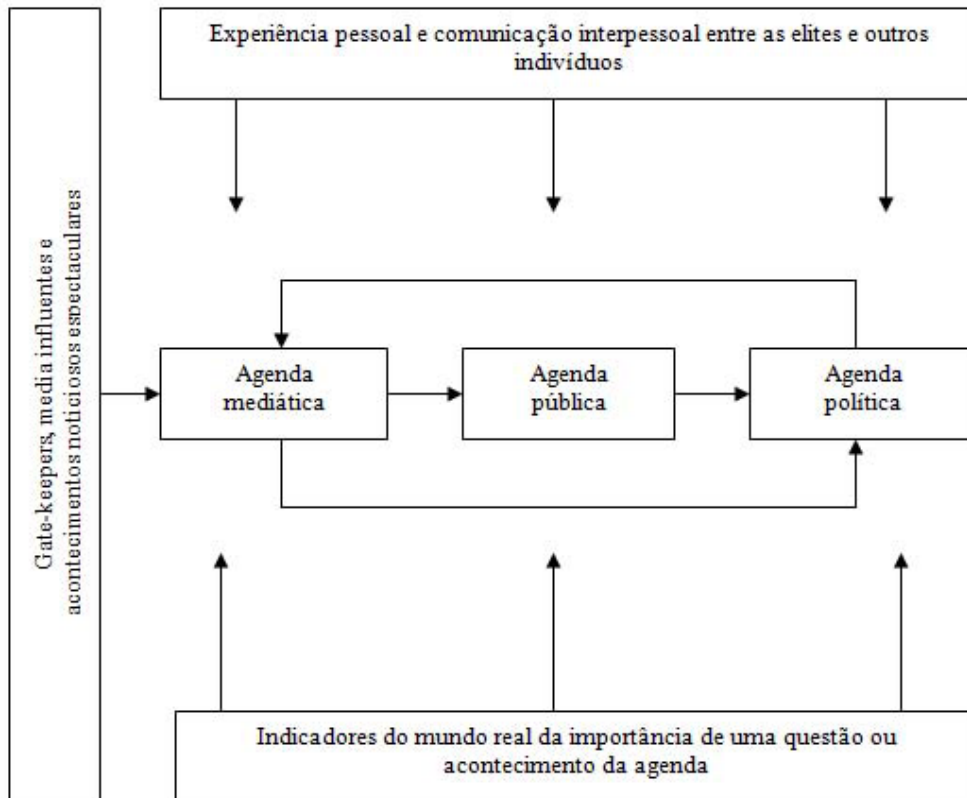 Gate-keepers, media influentes e
acontecimentos noticiosos espectaculares
Experiência pessoal e comunicação interpessoal entre as elites e outros
indivíduos
Agenda
mediática
Agenda
pública
Agenda
política
Indicadores do mundo real da importância de uma questão ou
acontecimento da agenda